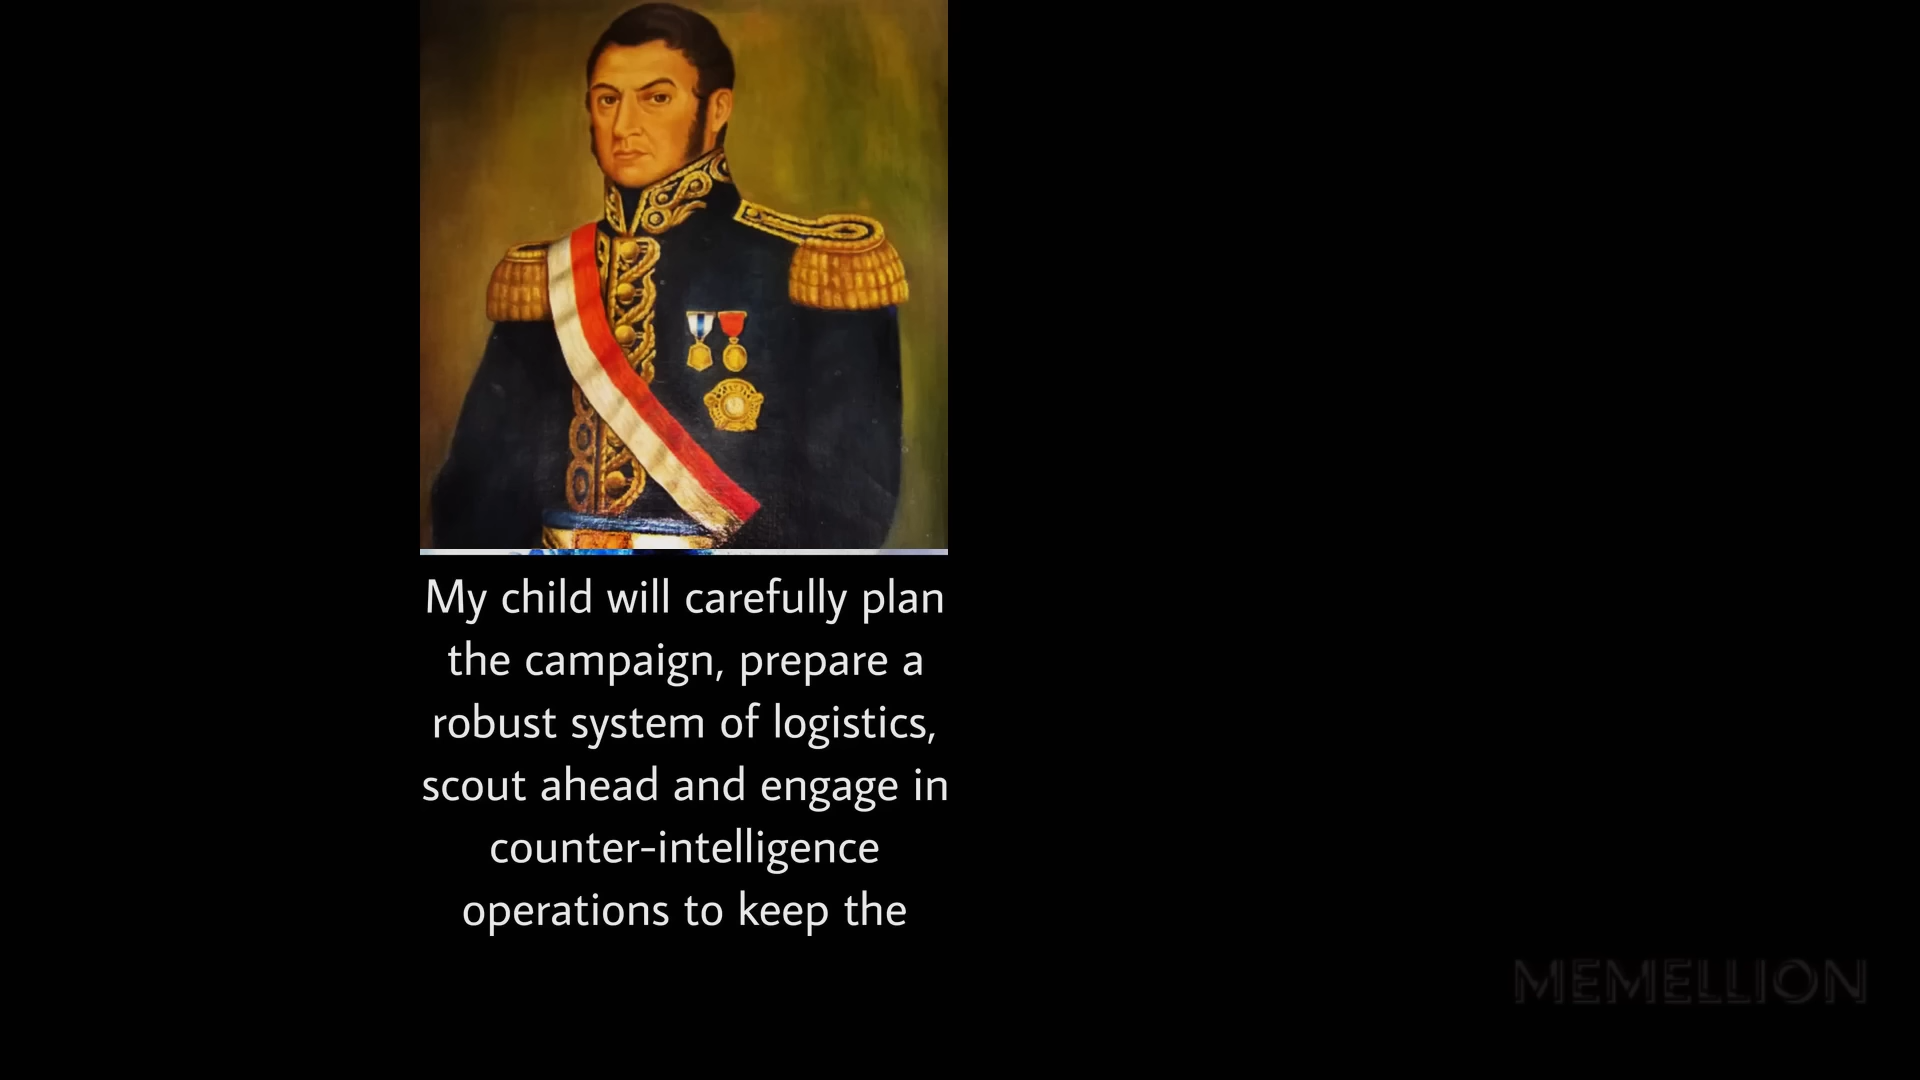 My child will carefully plan
the campaign, prepare a
robust system of logistics,
scout ahead and engage in
counter-intelligence
operations to keep the
MEMELLION